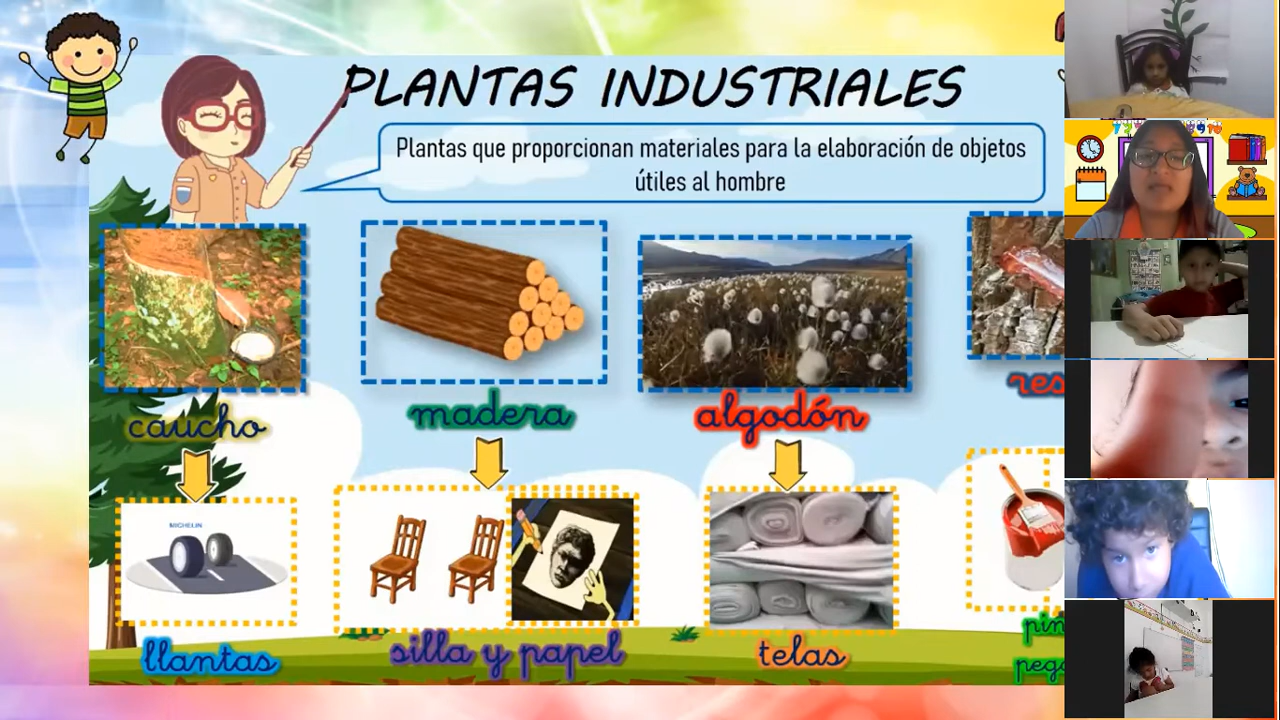 PLANTAS INDUSTRIALES
Plantas que proporcionan materiales para la elaboración de objetos
útiles al hombre
caucho
madera
algodón
MICHELIN
llantas
silla y papel
telas